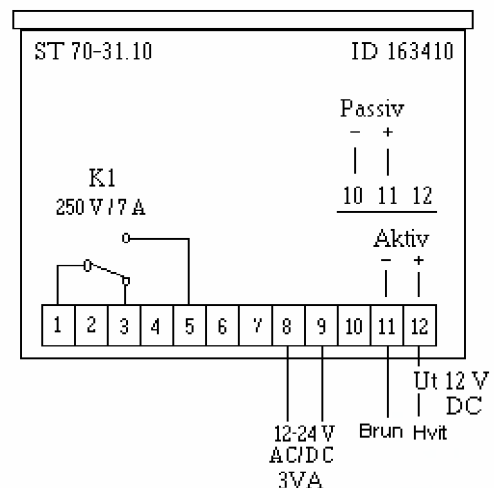 ST 70-31.10 ID 163410
Passiv
- +
10 11 12
K1
250 V / 7 A
Aktiv
- +
1 2 3 4 5 6 7 8 9 10 11 12
Ut 12 V
DC
12-24 V
AC/DC
3VA
Brun Hvit